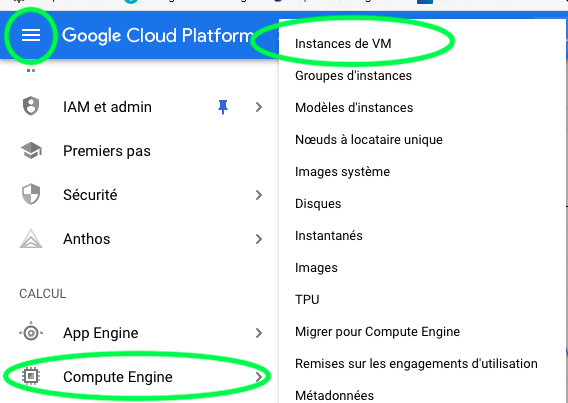 Google Cloud Platform
IAM et admin
Premiers pas
Sécurité
Anthos
CALCUL
App Engine
Compute Engine
Instances de VM
Groupes d'instances
Modèles d'instances
Nœuds à locataire unique
Images système
Disques
Instantanés
Images
TPU
Migrer pour Compute Engine
Remises sur les engagements d'utilisation
Métadonnées